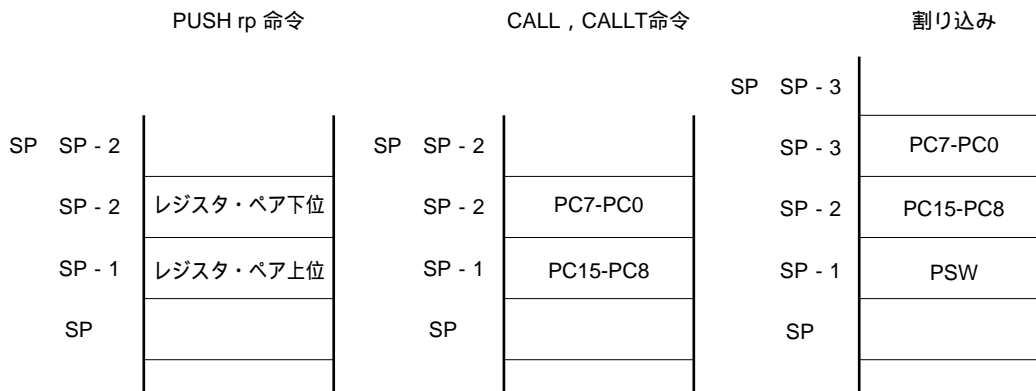 PUSH rp 命令
SP SP - 2
SP - 2 レジスタ・ペア下位
SP - 1 レジスタ・ペア上位
SP
CALL , CALLT命令
SP SP - 2
SP - 2 PC7-PC0
SP - 1 PC15-PC8
SP
割り込み
SP SP - 3
SP - 3 PC7-PC0
SP - 2 PC15-PC8
SP - 1 PSW
SP